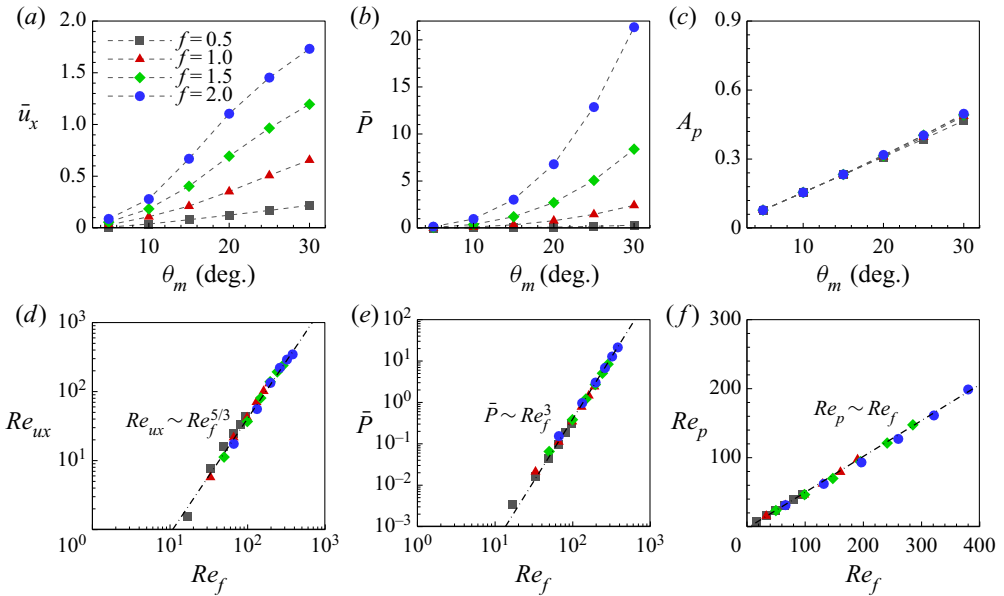 (a)
2.0
1.5
1.0
0.5
0
ū_x
f = 0.5
f = 1.0
f = 1.5
f = 2.0
10
20
30
θ_m (deg.)
(b)
20
15
10
5
0
P̄
10
20
30
θ_m (deg.)
(c)
0.9
0.6
0.3
0
A_p
10
20
30
θ_m (deg.)
(d)
10^3
10^2
10^1
Re_ux
Re_ux ~ Re_f^5/3
10^0
10^1
10^2
10^3
Re_f
(e)
10^2
10^1
10^0
10^−1
10^−2
10^−3
P̄
P̄ ~ Re_f^3
10^0
10^1
10^2
10^3
Re_f
(f)
300
200
100
Re_p
Re_p ~ Re_f
0
100
200
300
400
Re_f